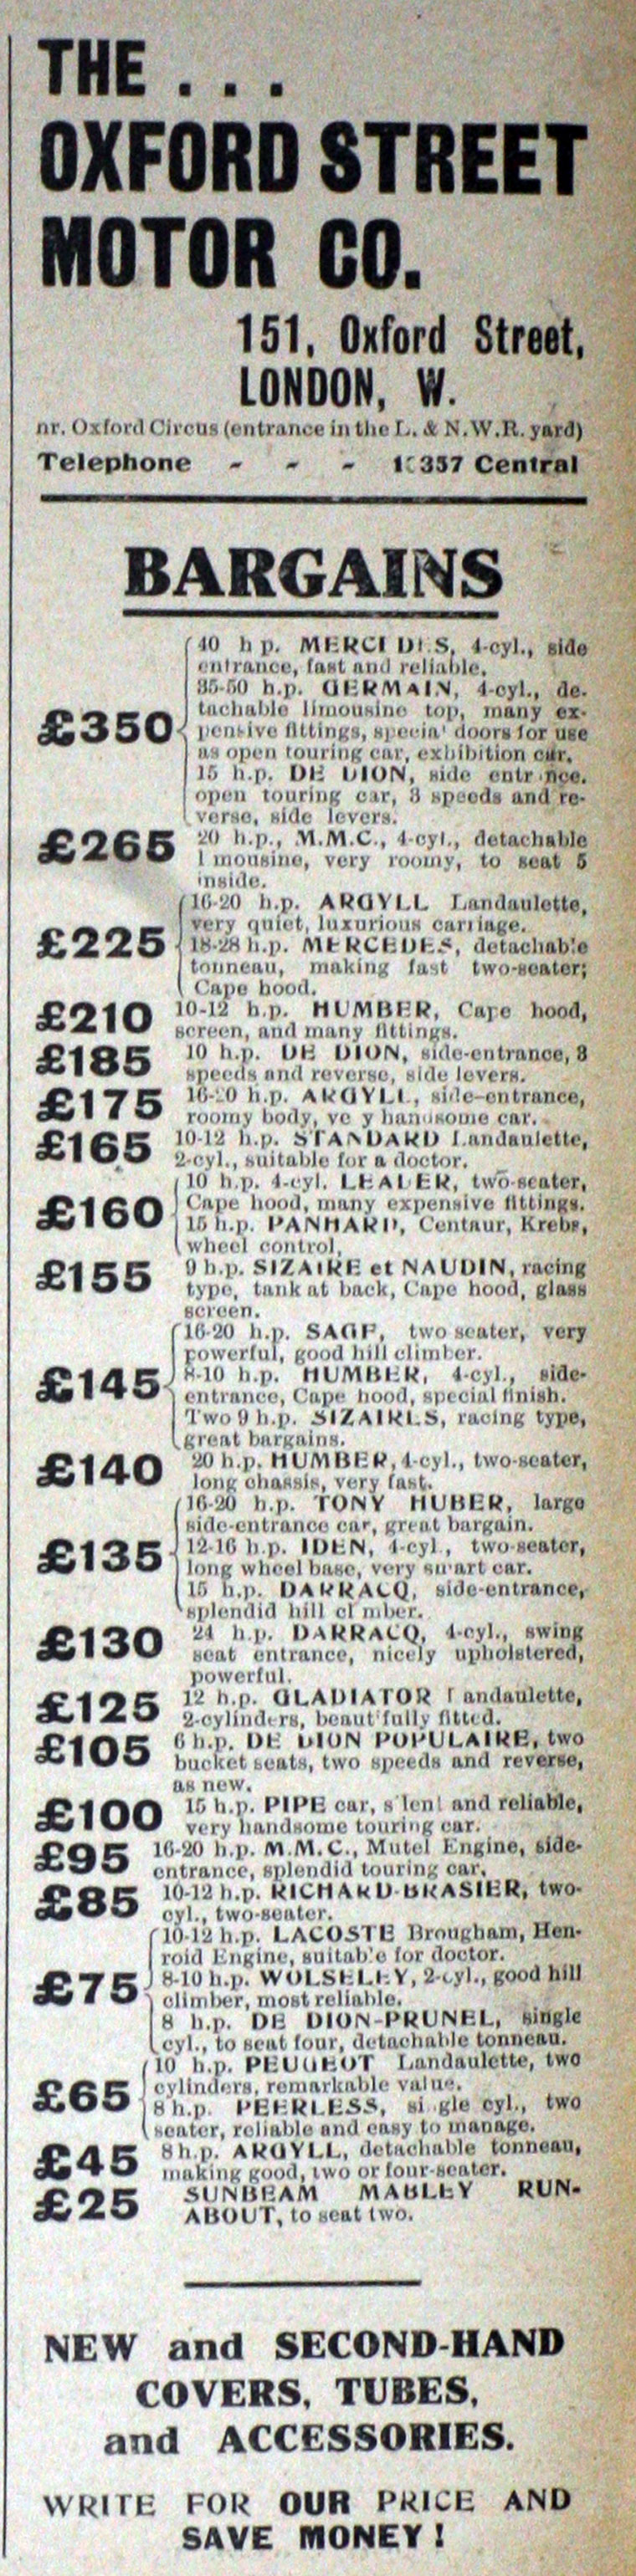 THE . . .
OXFORD STREET
MOTOR CO.
151, Oxford Street,
LONDON, W.
nr. Oxford Circus (entrance in the L. & N.W.R. yard)
Telephone - - - 357 Central
BARGAINS
40 h p. MERCEDES, 4-cyl., side
entrance, fast and reliable.
35-50 h.p. GERMAIN, 4-cyl., de-
tachable limousine top, many ex-
£350 pensive fittings, special doors for use
as open touring car, exhibition car.
15 h.p. DE DION, side entrance,
open touring car, 3 speeds and re-
verse, side levers.
£265 20 h.p., M.M.C., 4-cyl., detachable
limousine, very roomy, to seat 5
inside.
16-20 h.p. ARGYLL Landaulette,
very quiet, luxurious carriage.
£225 18-28 h.p. MERCEDES, detachable
tonneau, making fast two-seater;
Cape hood.
£210 10-12 h.p. HUMBER, Cape hood,
screen, and many fittings.
£185 10 h.p. DE DION, side-entrance, 3
speeds and reverse, side levers.
£175 16-20 h.p. ARGYLL, side-entrance,
roomy body, very handsome car.
£165 10-12 h.p. STANDARD Landaulette,
2-cyl., suitable for a doctor.
10 h.p. 4-cyl. LEADER, two-seater,
£160 Cape hood, many expensive fittings.
15 h.p. PANHARD, Centaur, Krebs,
wheel control,
£155 9 h.p. SIZAIRE et NAUDIN, racing
type, tank at back, Cape hood, glass
screen.
16-20 h.p. SAGE, two seater, very
powerful, good hill climber.
£145 8-10 h.p. HUMBER, 4-cyl., side-
entrance, Cape hood, special finish.
Two 9 h.p. SIZAIRES, racing type,
great bargains.
£140 20 h.p. HUMBER, 4-cyl., two-seater,
long chassis, very fast.
16-20 h.p. TONY HUBER, large
side-entrance car, great bargain.
£135 12-16 h.p. IDEN, 4-cyl., two-seater,
long wheel base, very smart car.
15 h.p. DARRACQ, side-entrance,
splendid hill climber.
£130 24 h.p. DARRACQ, 4-cyl., swing
seat entrance, nicely upholstered,
powerful.
£125 12 h.p. GLADIATOR Landaulette,
2-cylinders, beautifully fitted.
£105 6 h.p. DE DION POPULAIRE, two
bucket seats, two speeds and reverse,
as new.
£100 15 h.p. PIPE car, silent and reliable,
very handsome touring car.
£95 16-20 h.p. M.M.C., Mutel Engine, side-
entrance, splendid touring car.
£85 10-12 h.p. RICHARD-BRASIER, two-
cyl., two-seater.
10-12 h.p. LACOSTE Brougham, Hen-
roid Engine, suitable for doctor.
£75 8-10 h.p. WOLSELEY, 2-cyl., good hill
climber, most reliable.
8 h.p. DE DION-PRUNEL, single
cyl., to seat four, detachable tonneau.
10 h.p. PEUGEOT Landaulette, two
£65 cylinders, remarkable value.
8 h.p. PEERLESS, single cyl., two
seater, reliable and easy to manage.
£45 8 h.p. ARGYLL, detachable tonneau,
making good, two or four-seater.
£25 SUNBEAM MABLEY RUN-
ABOUT, to seat two.
NEW and SECOND-HAND
COVERS, TUBES,
and ACCESSORIES.
WRITE FOR OUR PRICE AND
SAVE MONEY!